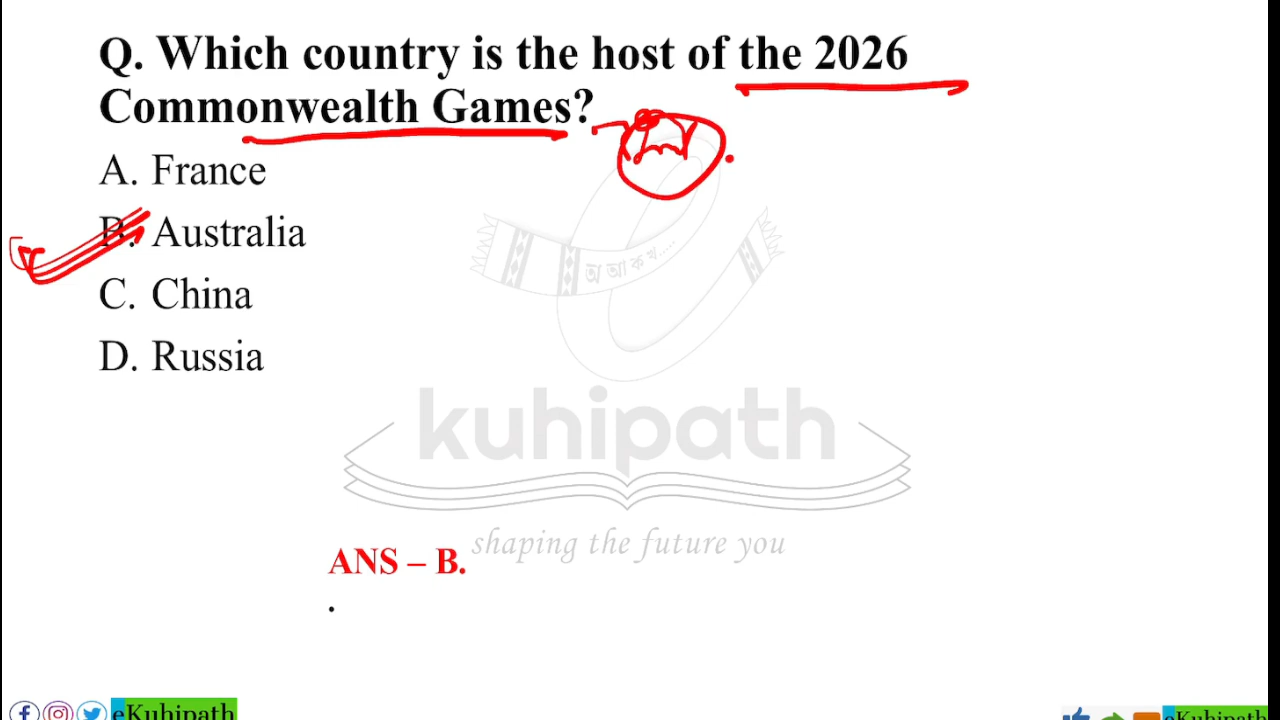 Q. Which country is the host of the 2026
Commonwealth Games?
A. France
B. Australia
C. China
D. Russia
অ আ ক খ.....
kuhipath
shaping the future you
ANS – B.
.
eKuhipath
eKuhipath